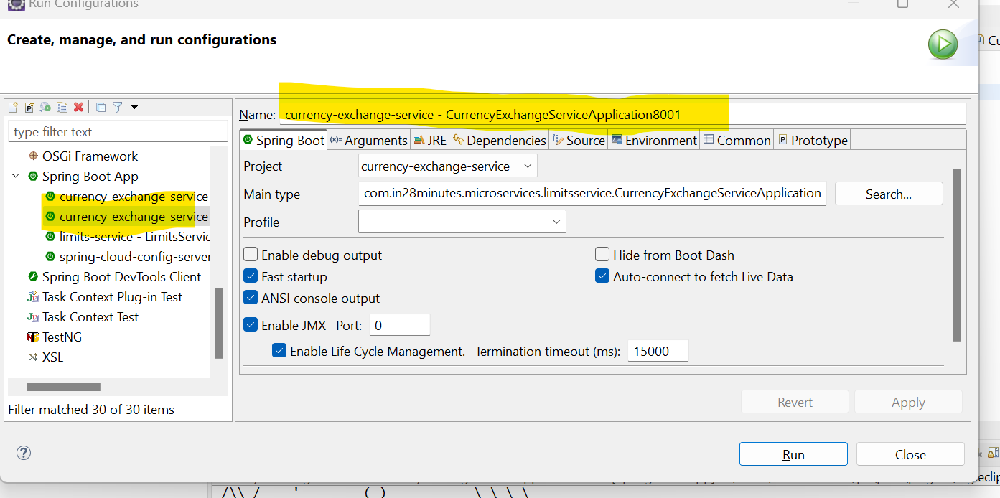 Run Configurations
Create, manage, and run configurations
Cu
type filter text
OSGi Framework
Spring Boot App
currency-exchange-service
currency-exchange-service
limits-service - LimitsServic
spring-cloud-config-server
Spring Boot DevTools Client
Task Context Plug-in Test
Task Context Test
TestNG
XSL
Filter matched 30 of 30 items
Name: currency-exchange-service - CurrencyExchangeServiceApplication8001
Spring Boot (x)= Arguments JRE Dependencies Source Environment Common Prototype
Project currency-exchange-service
Main type com.in28minutes.microservices.limitsservice.CurrencyExchangeServiceApplication Search...
Profile
Enable debug output Hide from Boot Dash
Fast startup Auto-connect to fetch Live Data
ANSI console output
Enable JMX Port: 0
Enable Life Cycle Management. Termination timeout (ms): 15000
Revert Apply
Run Close
eclip